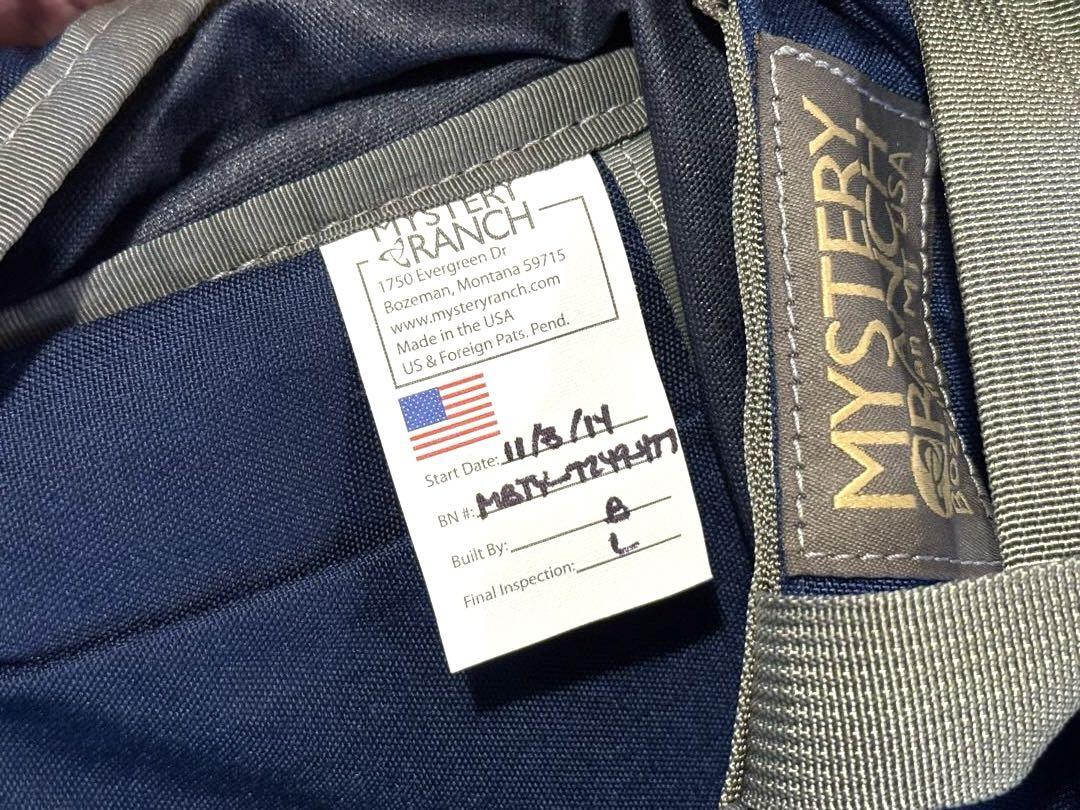 MYSTERY
RANCH
1750 Evergreen Dr
Bozeman, Montana 59715
www.mysteryranch.com
Made in the USA
US & Foreign Pats. Pend.
Start Date: 11/3/14
BN #:
Built By: B
Final Inspection: L
MYSTERY
RANCH